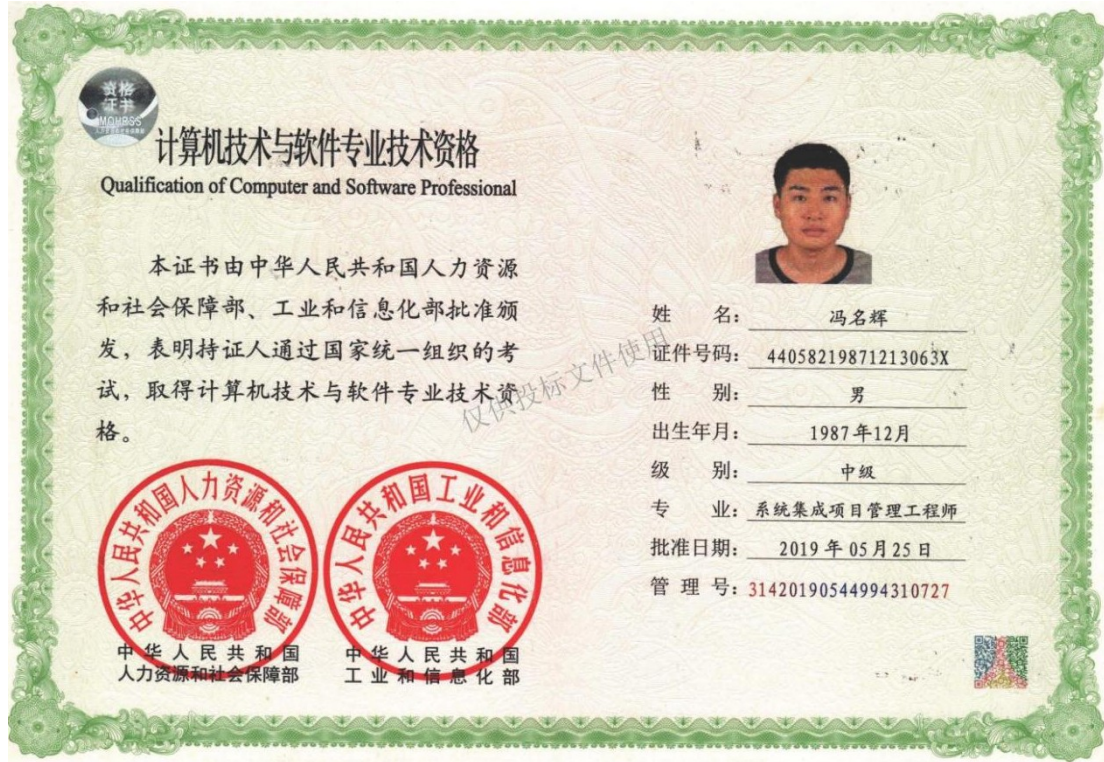 资格
证书
MOHRSS
计算机技术与软件专业技术资格
Qualification of Computer and Software Professional
本证书由中华人民共和国人力资源
和社会保障部、工业和信息化部批准颁
发，表明持证人通过国家统一组织的考
试，取得计算机技术与软件专业技术资
格。
中华人民共和国人力资源和社会保障部
中华人民共和国
人力资源和社会保障部
中华人民共和国工业和信息化部
中华人民共和国
工业和信息化部
姓 名：冯名辉
证件号码：44058219871213063X
性 别：男
出生年月：1987年12月
级 别：中级
专 业：系统集成项目管理工程师
批准日期：2019年05月25日
管 理 号：31420190544994310727
仅供投标文件使用